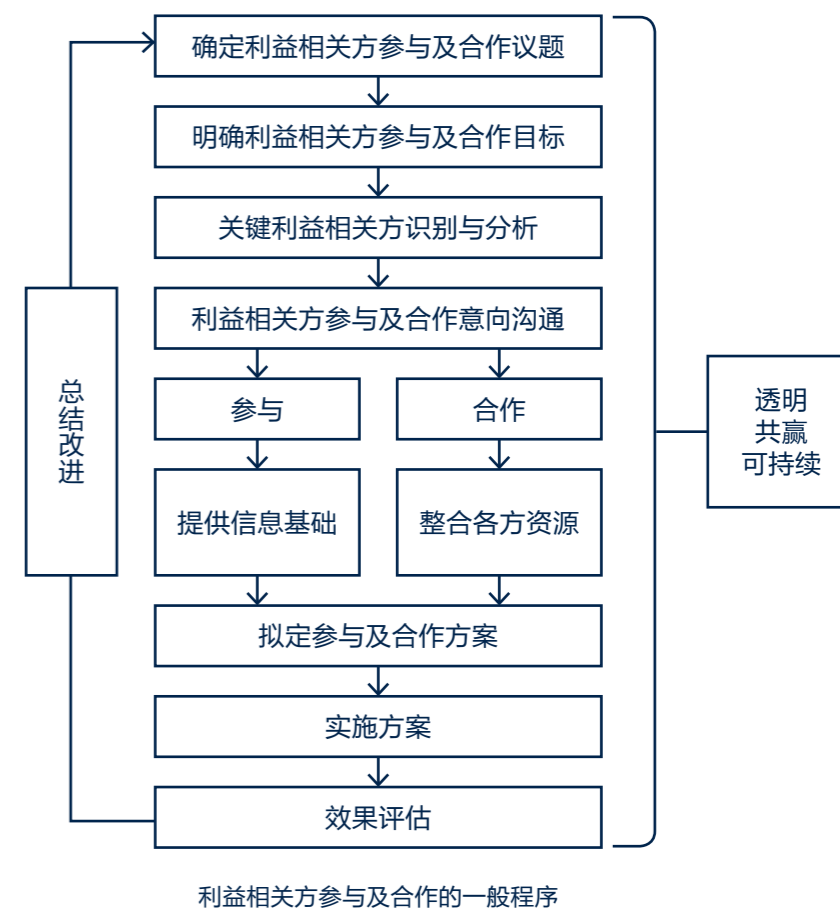 确定利益相关方参与及合作议题
明确利益相关方参与及合作目标
关键利益相关方识别与分析
利益相关方参与及合作意向沟通
参与
合作
提供信息基础
整合各方资源
拟定参与及合作方案
实施方案
效果评估
总结改进
透明
共赢
可持续
利益相关方参与及合作的一般程序